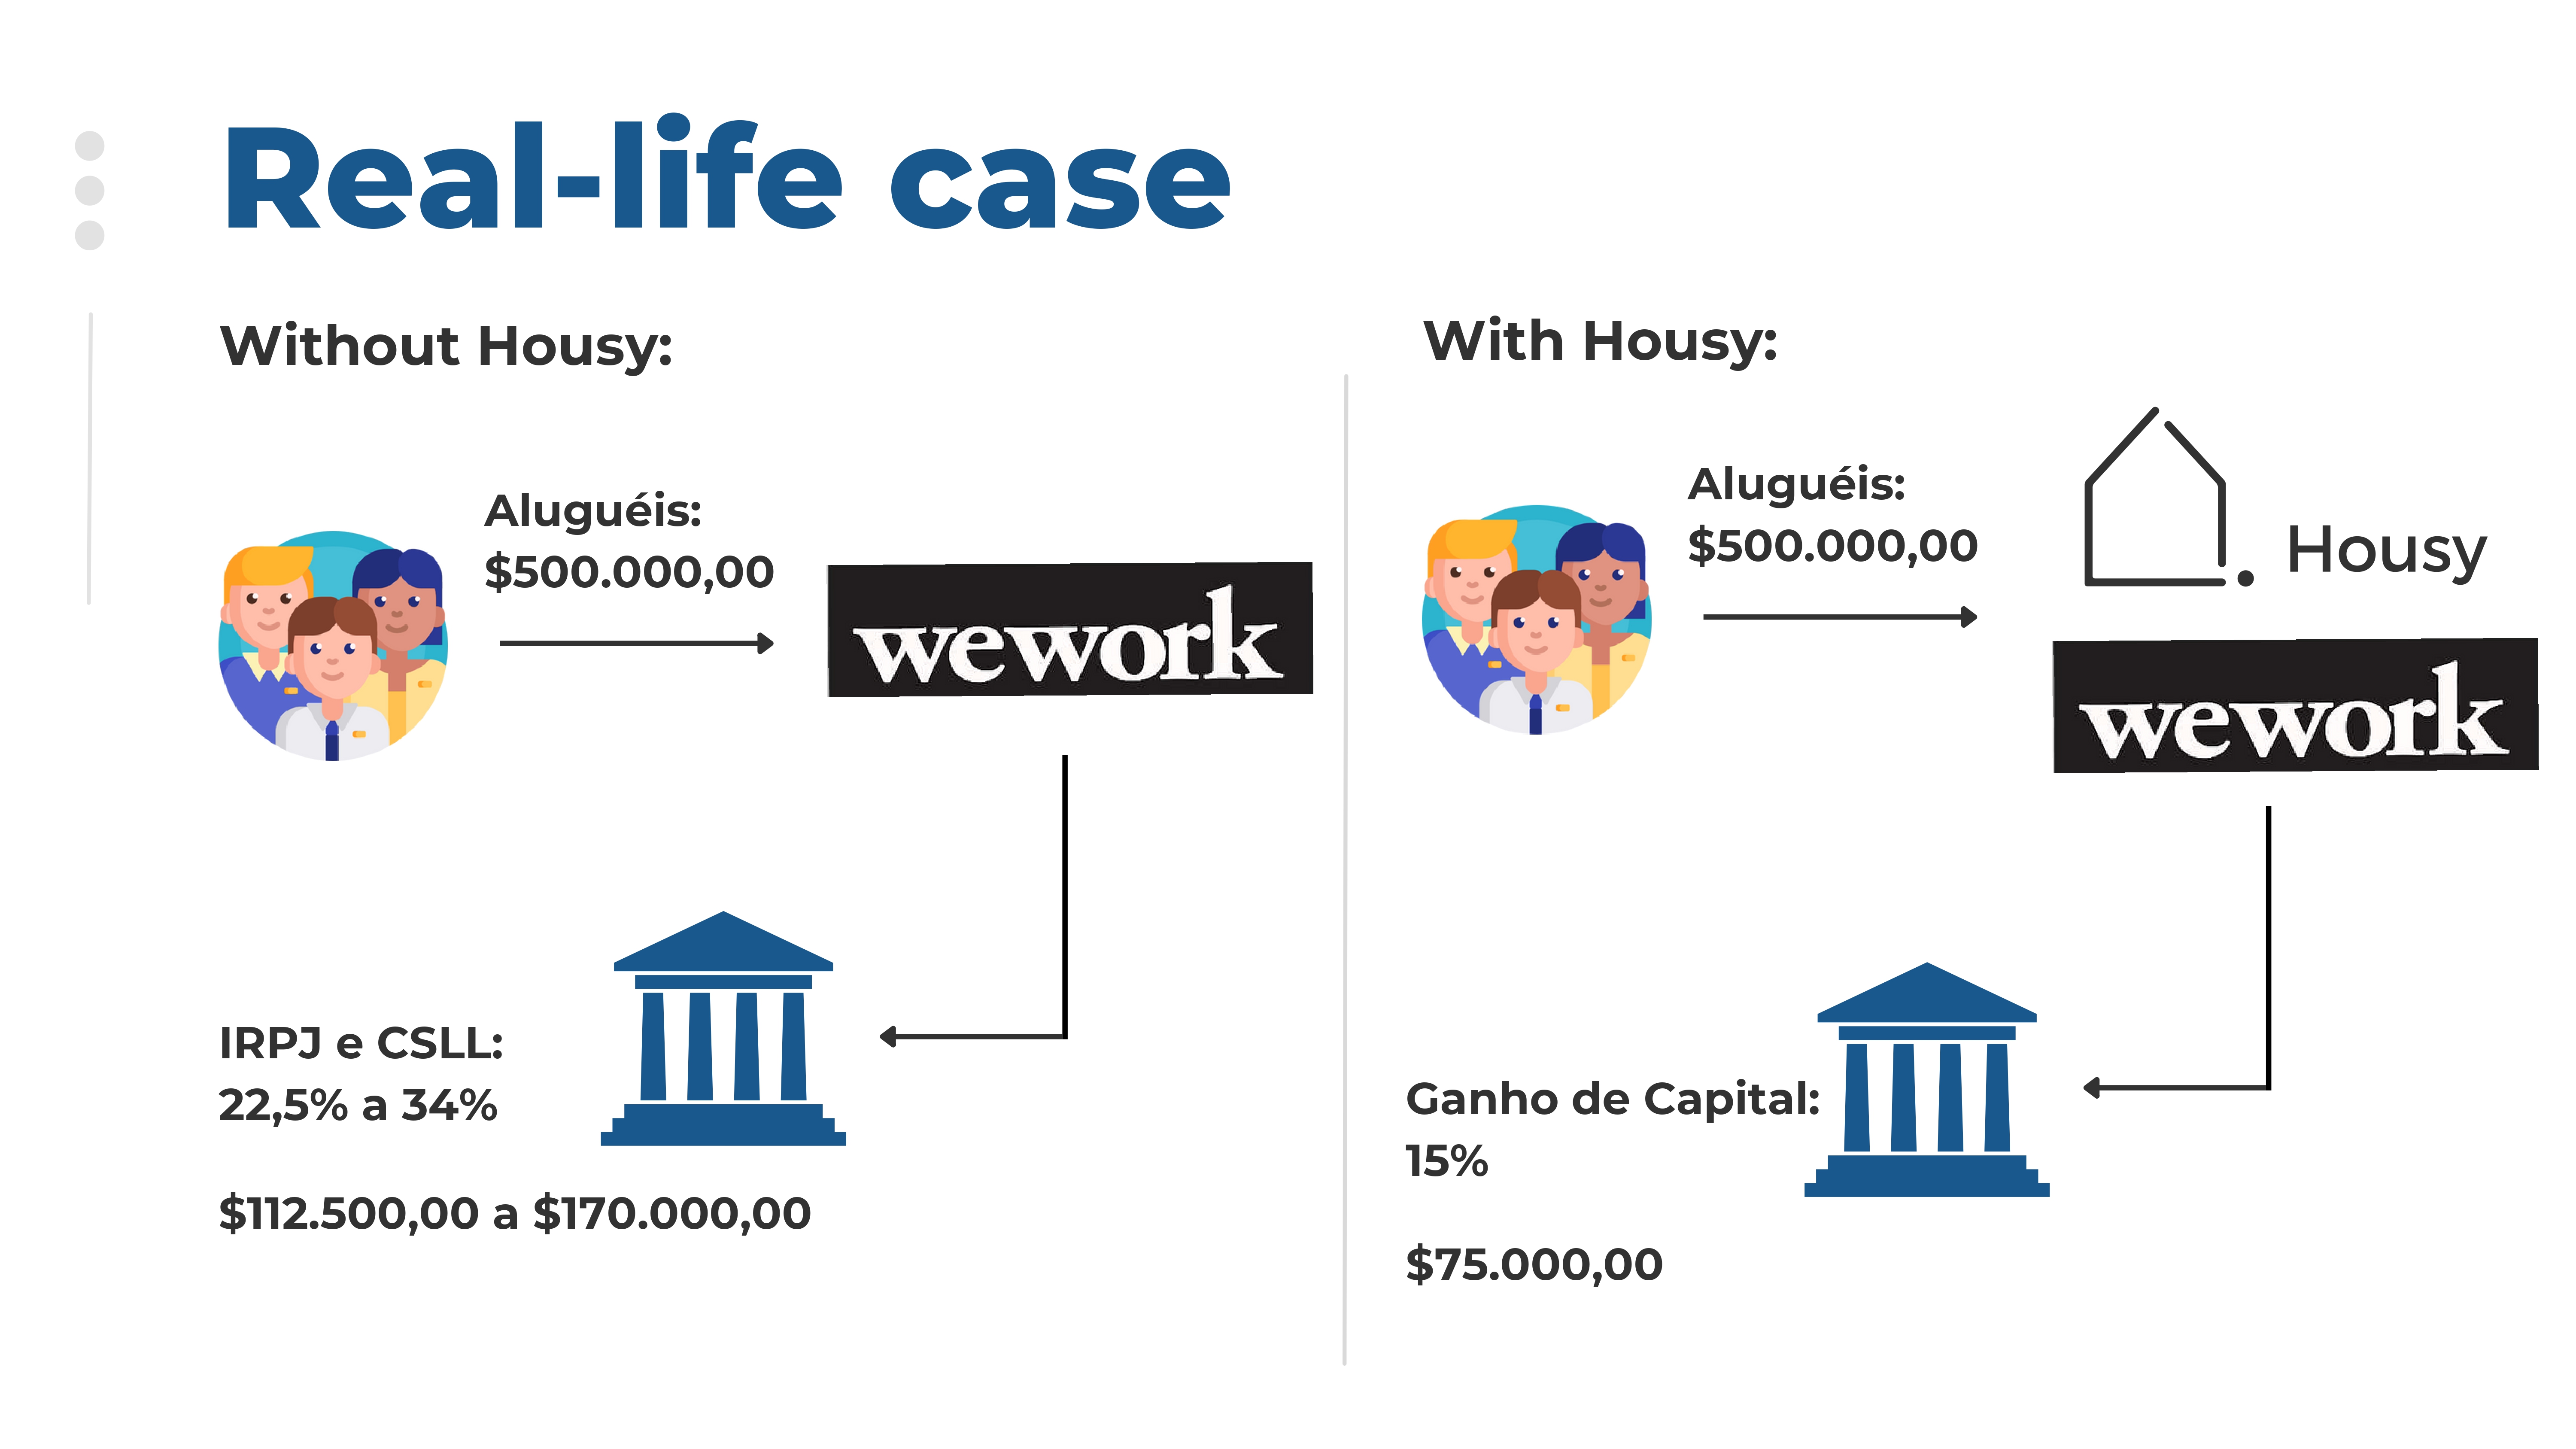 Real-life case
Without Housy:
Aluguéis:
$500.000,00
wework
IRPJ e CSLL:
22,5% a 34%
$112.500,00 a $170.000,00
With Housy:
Aluguéis:
$500.000,00
Housy
wework
Ganho de Capital:
15%
$75.000,00